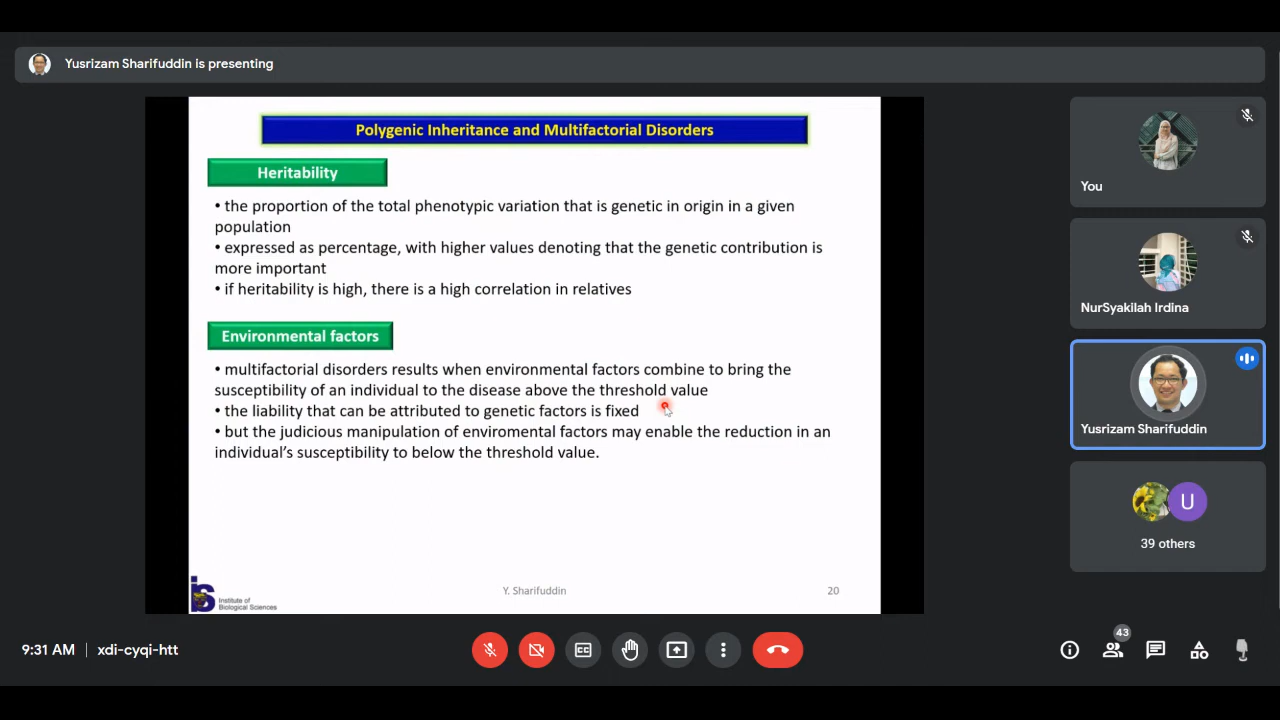 Yusrizam Sharifuddin is presenting
Polygenic Inheritance and Multifactorial Disorders
Heritability
• the proportion of the total phenotypic variation that is genetic in origin in a given
population
• expressed as percentage, with higher values denoting that the genetic contribution is
more important
• if heritability is high, there is a high correlation in relatives
Environmental factors
• multifactorial disorders results when environmental factors combine to bring the
susceptibility of an individual to the disease above the threshold value
• the liability that can be attributed to genetic factors is fixed
• but the judicious manipulation of enviromental factors may enable the reduction in an
individual's susceptibility to below the threshold value.
is
Institute of
Biological Sciences
Y. Sharifuddin
20
You
NurSyakilah Irdina
Yusrizam Sharifuddin
U
39 others
9:31 AM | xdi-cyqi-htt
CC
43